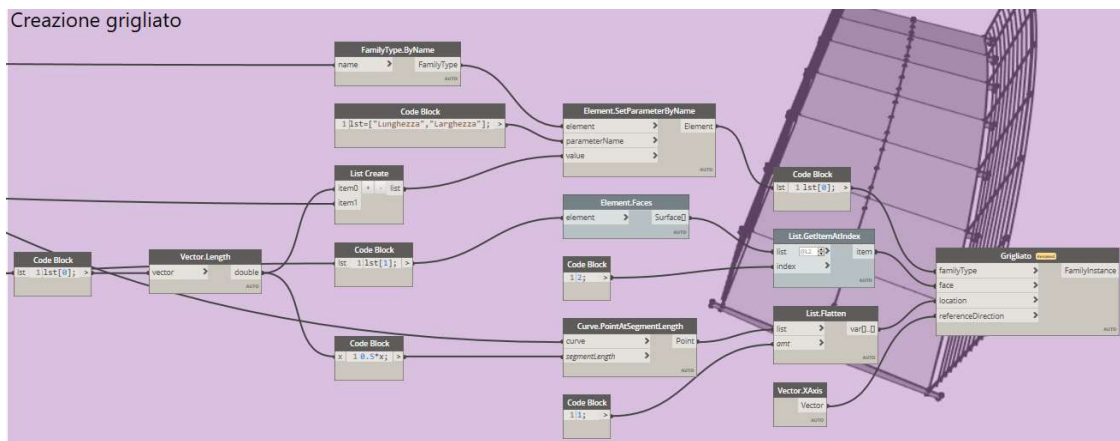 Creazione grigliato
FamilyType.ByName
name > FamilyType
AUTO
Code Block
1 lst=["Lunghezza","Larghezza"]; >
Element.SetParameterByName
element > Element
parameterName >
value >
AUTO
List Create
item0 + - list
item1
AUTO
Code Block
lst 1 lst[0]; >
Element.Faces
element > Surface[]
AUTO
Code Block
lst 1 lst[0]; >
Vector.Length
vector > double
AUTO
Code Block
lst 1 lst[1]; >
Code Block
1 2; >
List.GetItemAtIndex
list @L2 item
index >
AUTO
Grigliato
familyType > FamilyInstance
face >
location >
referenceDirection >
AUTO
Code Block
x 1 0.5*x; >
Curve.PointAtSegmentLength
curve > Point
segmentLength >
AUTO
List.Flatten
list > var[]..[]
amt >
AUTO
Code Block
1 1; >
Vector.XAxis
Vector
AUTO